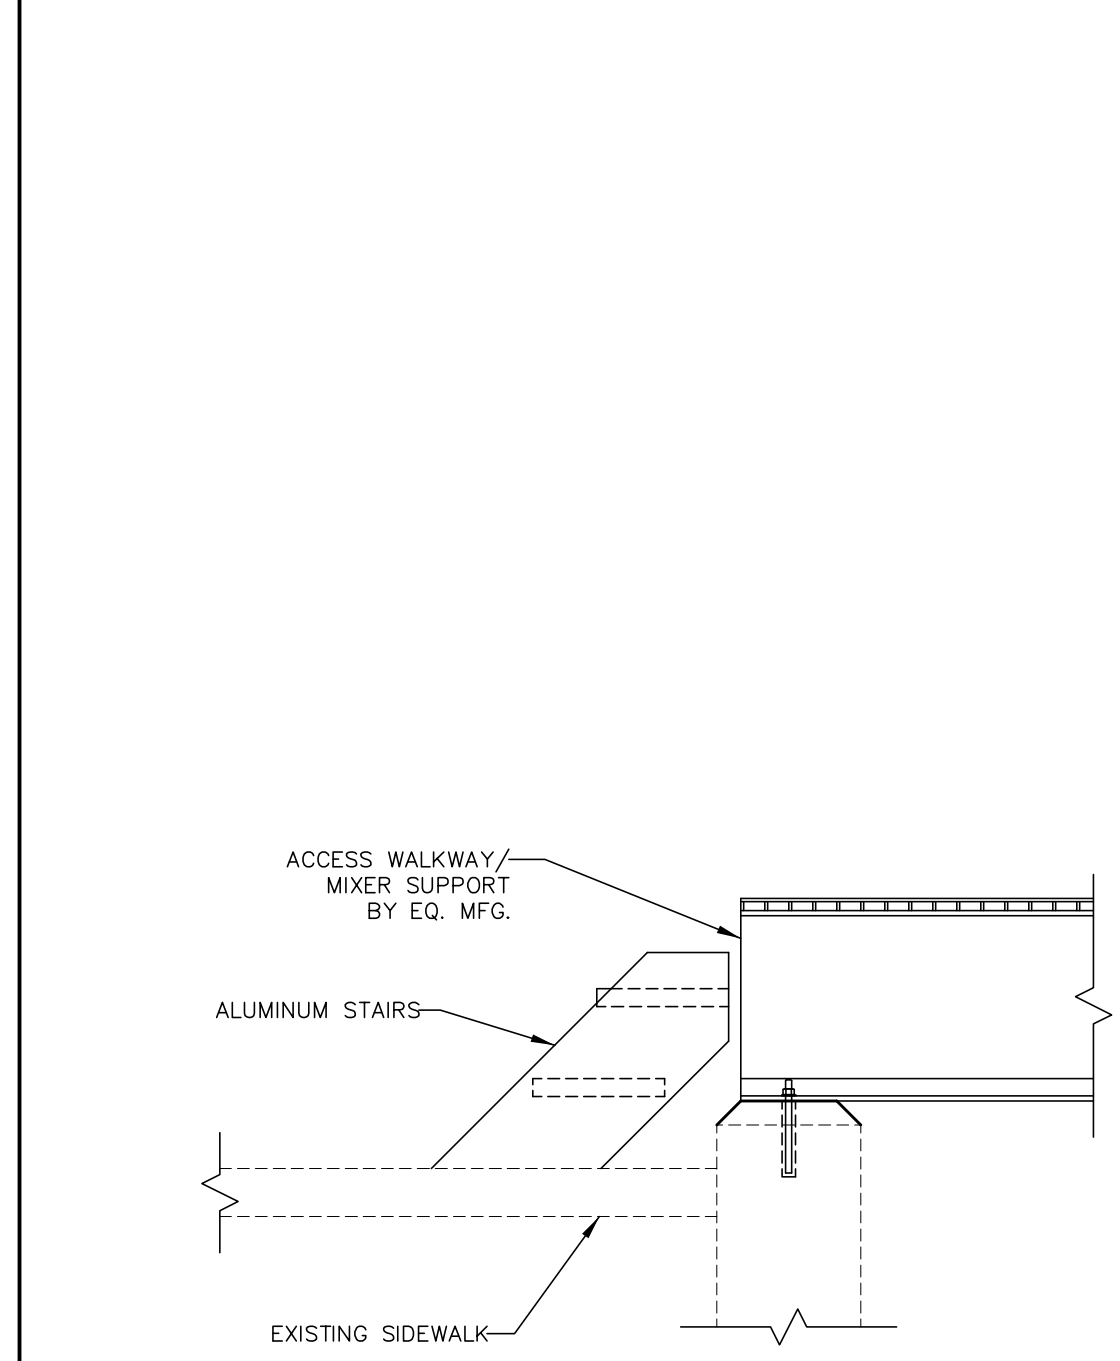 ACCESS WALKWAY/
MIXER SUPPORT
BY EQ. MFG.
ALUMINUM STAIRS
EXISTING SIDEWALK